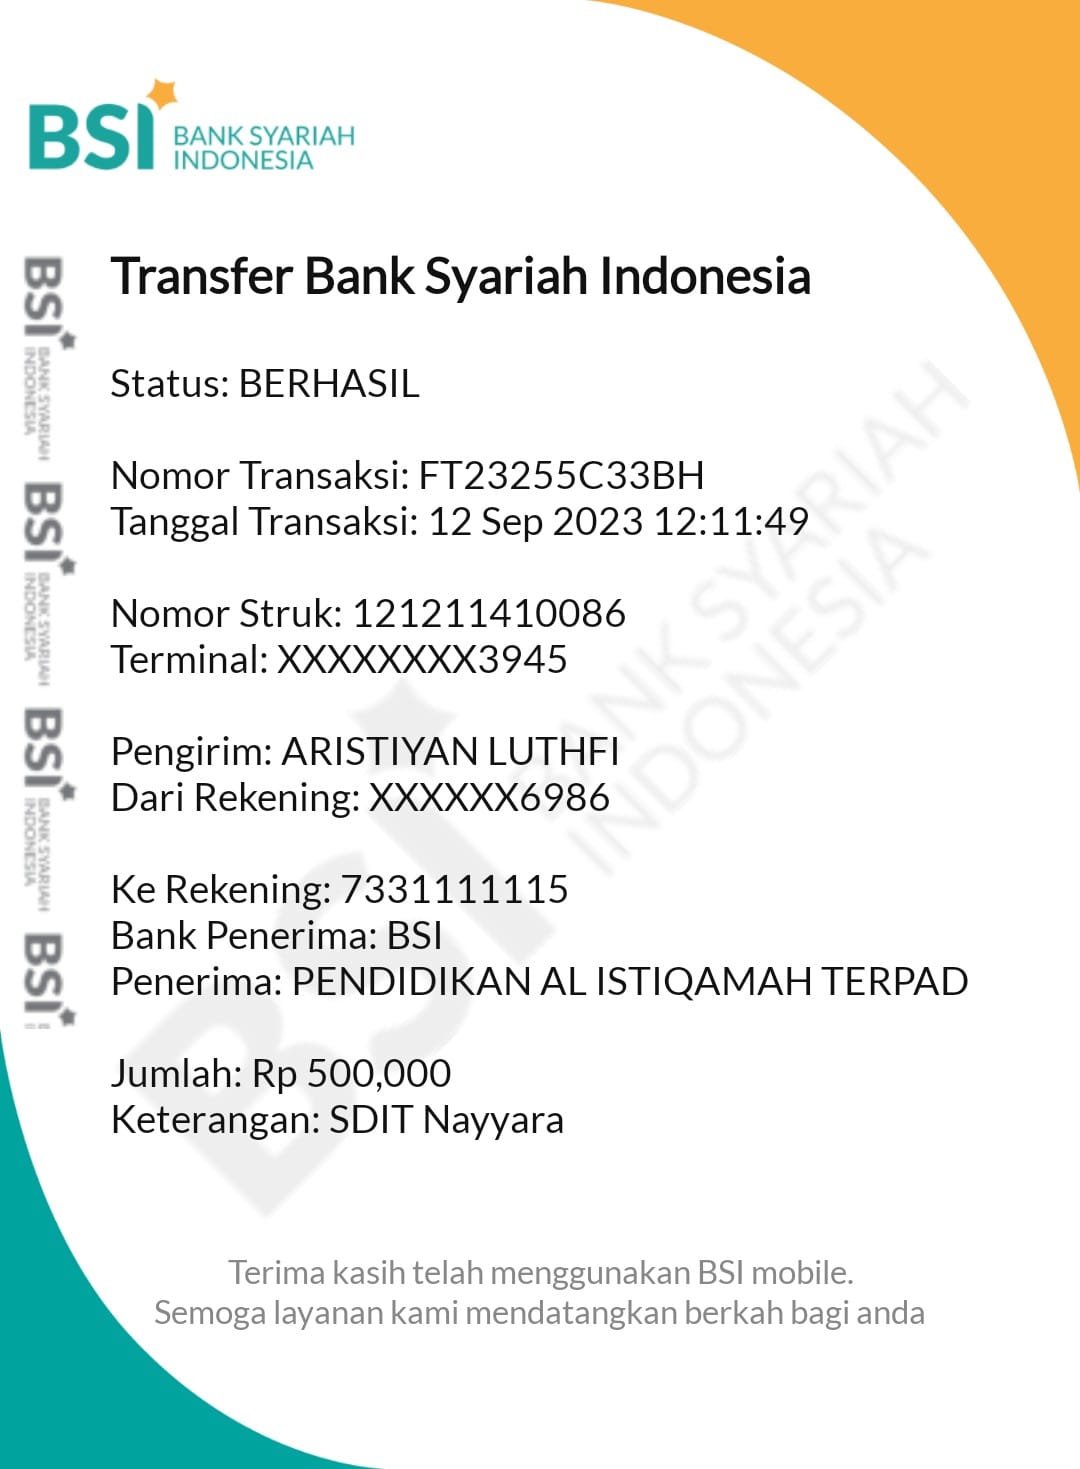 BSI BANK SYARIAH
INDONESIA
Transfer Bank Syariah Indonesia
Status: BERHASIL
Nomor Transaksi: FT23255C33BH
Tanggal Transaksi: 12 Sep 2023 12:11:49
Nomor Struk: 121211410086
Terminal: XXXXXXXX3945
Pengirim: ARISTIYAN LUTHFI
Dari Rekening: XXXXXX6986
Ke Rekening: 7331111115
Bank Penerima: BSI
Penerima: PENDIDIKAN AL ISTIQAMAH TERPAD
Jumlah: Rp 500,000
Keterangan: SDIT Nayyara
Terima kasih telah menggunakan BSI mobile.
Semoga layanan kami mendatangkan berkah bagi anda
BSI BANK SYARIAH
INDONESIA
BSI BANK SYARIAH
INDONESIA
BSI BANK SYARIAH
INDONESIA
BSI
BSI BANK SYARIAH
INDONESIA